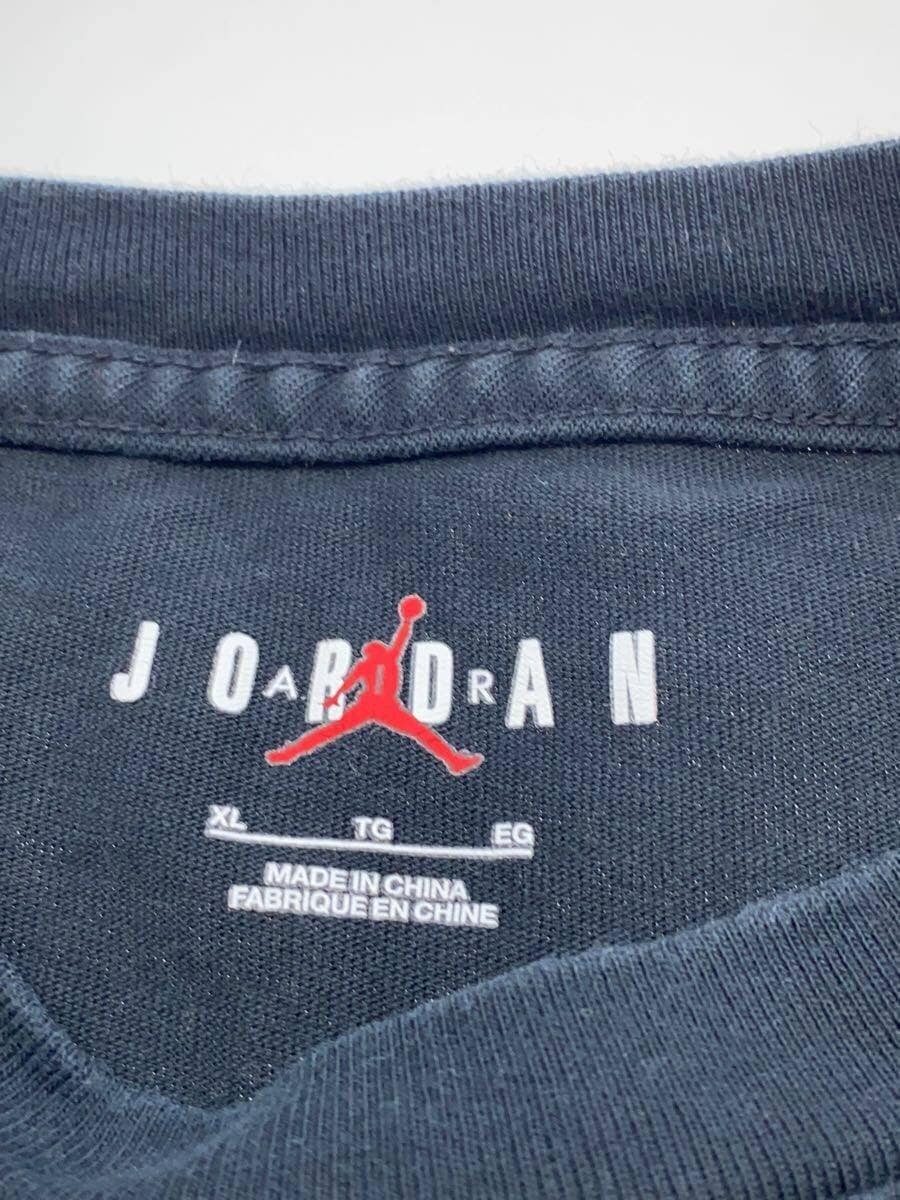 JORDAN
AIR
XL TG EG
MADE IN CHINA
FABRIQUE EN CHINE